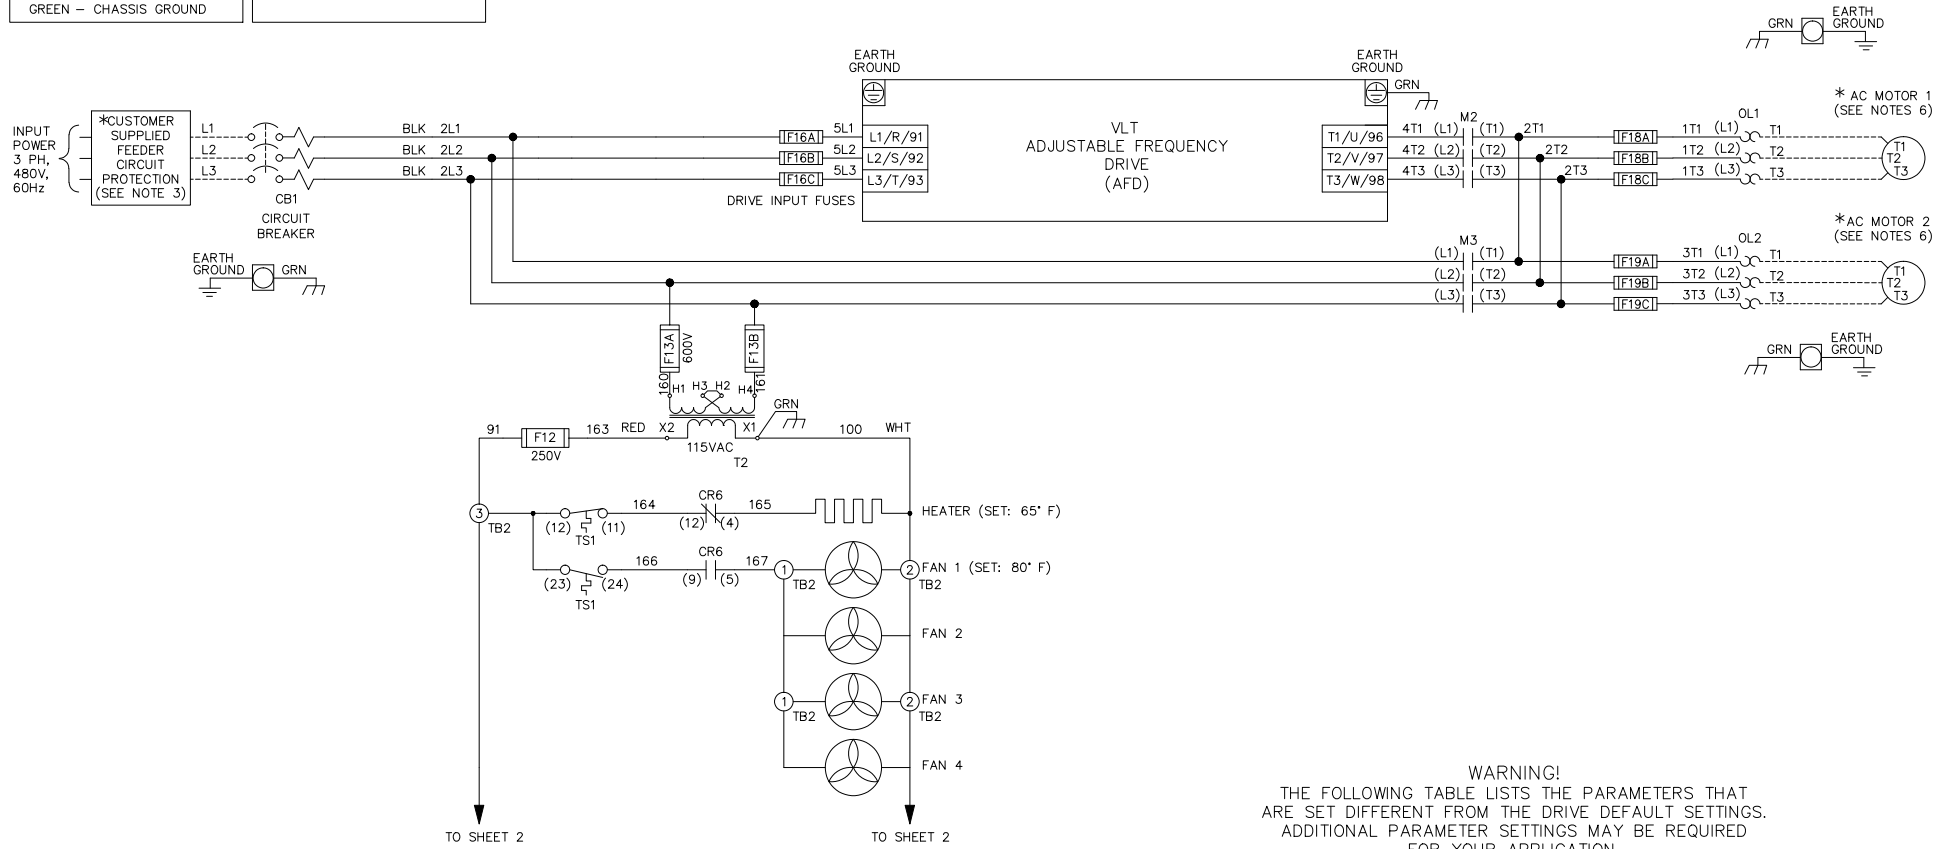 GREEN – CHASSIS GROUND
GRN
EARTH
GROUND
EARTH
GROUND
EARTH
GROUND
GRN
INPUT
POWER
3 PH,
480V,
60Hz
*CUSTOMER
SUPPLIED
FEEDER
CIRCUIT
PROTECTION
(SEE NOTE 3)
L1
L2
L3
CB1
CIRCUIT
BREAKER
BLK 2L1
BLK 2L2
BLK 2L3
F16A 5L1 L1/R/91
F16B 5L2 L2/S/92
F16C 5L3 L3/T/93
DRIVE INPUT FUSES
VLT
ADJUSTABLE FREQUENCY
DRIVE
(AFD)
T1/U/96 4T1 (L1) M2 (T1) 2T1 F18A 1T1 (L1) OL1 T1
T2/V/97 4T2 (L2) (T2) 2T2 F18B 1T2 (L2) T2
T3/W/98 4T3 (L3) (T3) 2T3 F18C 1T3 (L3) T3
* AC MOTOR 1
(SEE NOTES 6)
T1
T2
T3
EARTH
GROUND
GRN
M3
(L1) (T1) F19A 3T1 (L1) OL2 T1
(L2) (T2) F19B 3T2 (L2) T2
(L3) (T3) F19C 3T3 (L3) T3
* AC MOTOR 2
(SEE NOTES 6)
T1
T2
T3
GRN
EARTH
GROUND
F13A
600V
F13B
160
161
H1 H3 H2 H4
GRN
91 F12 163 RED X2 X1 100 WHT
250V
115VAC
T2
3
TB2
(12) (11)
TS1
164
CR6
(12) (4)
165
HEATER (SET: 65° F)
(23) (24)
TS1
166
CR6
(9) (5)
167
1
TB2
2
TB2
FAN 1 (SET: 80° F)
FAN 2
1
TB2
2
TB2
FAN 3
FAN 4
TO SHEET 2
TO SHEET 2
WARNING!
THE FOLLOWING TABLE LISTS THE PARAMETERS THAT
ARE SET DIFFERENT FROM THE DRIVE DEFAULT SETTINGS.
ADDITIONAL PARAMETER SETTINGS MAY BE REQUIRED
FOR YOUR APPLICATION